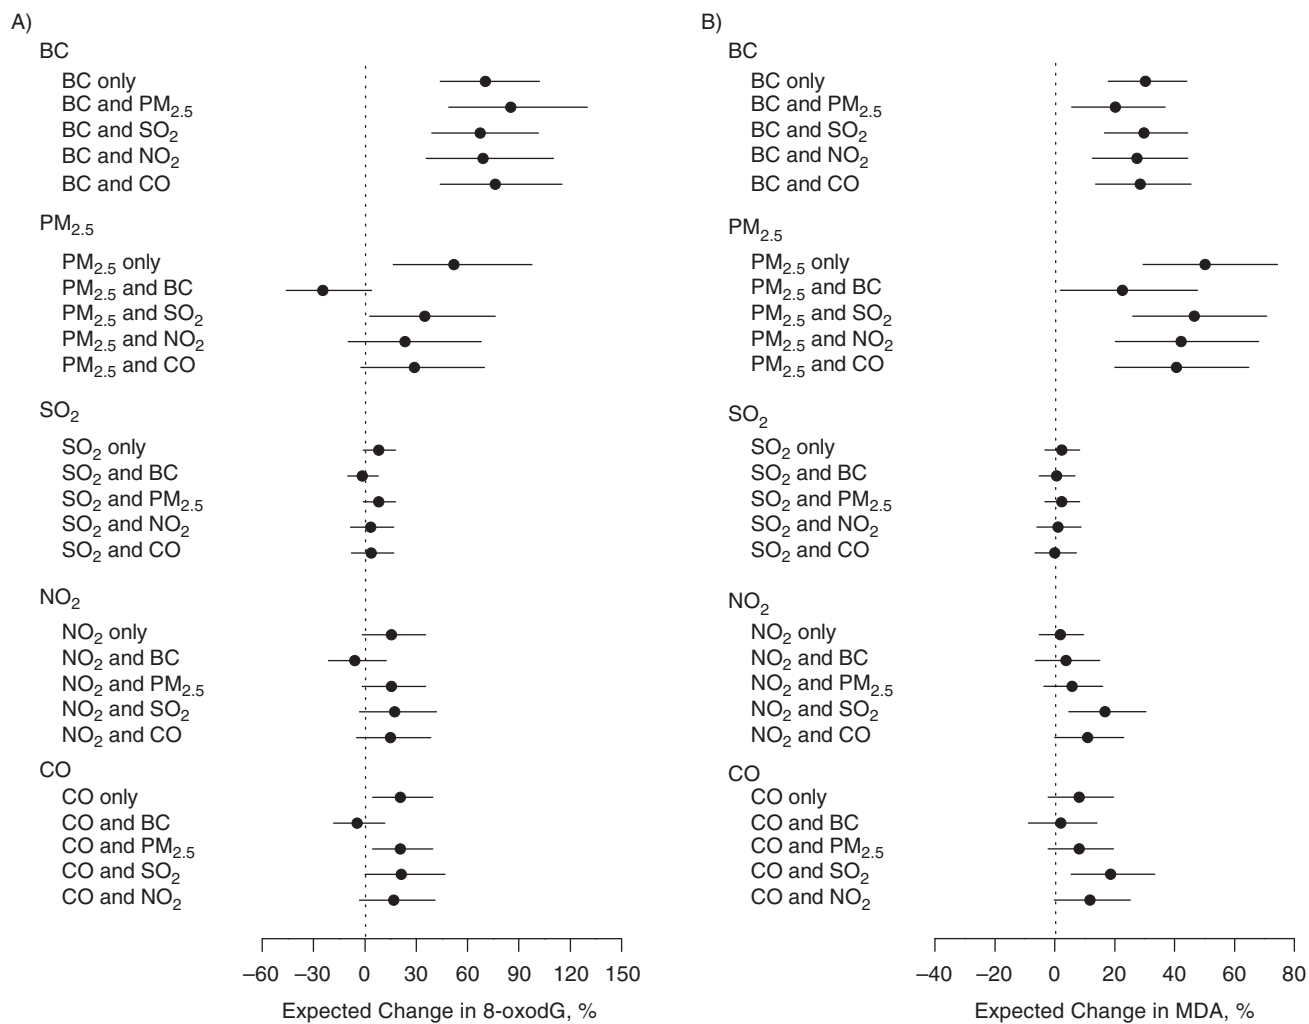 A)
BC
BC only
BC and PM2.5
BC and SO2
BC and NO2
BC and CO
PM2.5
PM2.5 only
PM2.5 and BC
PM2.5 and SO2
PM2.5 and NO2
PM2.5 and CO
SO2
SO2 only
SO2 and BC
SO2 and PM2.5
SO2 and NO2
SO2 and CO
NO2
NO2 only
NO2 and BC
NO2 and PM2.5
NO2 and SO2
NO2 and CO
CO
CO only
CO and BC
CO and PM2.5
CO and SO2
CO and NO2
–60 –30 0 30 60 90 120 150
Expected Change in 8-oxodG, %
B)
BC
BC only
BC and PM2.5
BC and SO2
BC and NO2
BC and CO
PM2.5
PM2.5 only
PM2.5 and BC
PM2.5 and SO2
PM2.5 and NO2
PM2.5 and CO
SO2
SO2 only
SO2 and BC
SO2 and PM2.5
SO2 and NO2
SO2 and CO
NO2
NO2 only
NO2 and BC
NO2 and PM2.5
NO2 and SO2
NO2 and CO
CO
CO only
CO and BC
CO and PM2.5
CO and SO2
CO and NO2
–40 –20 0 20 40 60 80
Expected Change in MDA, %